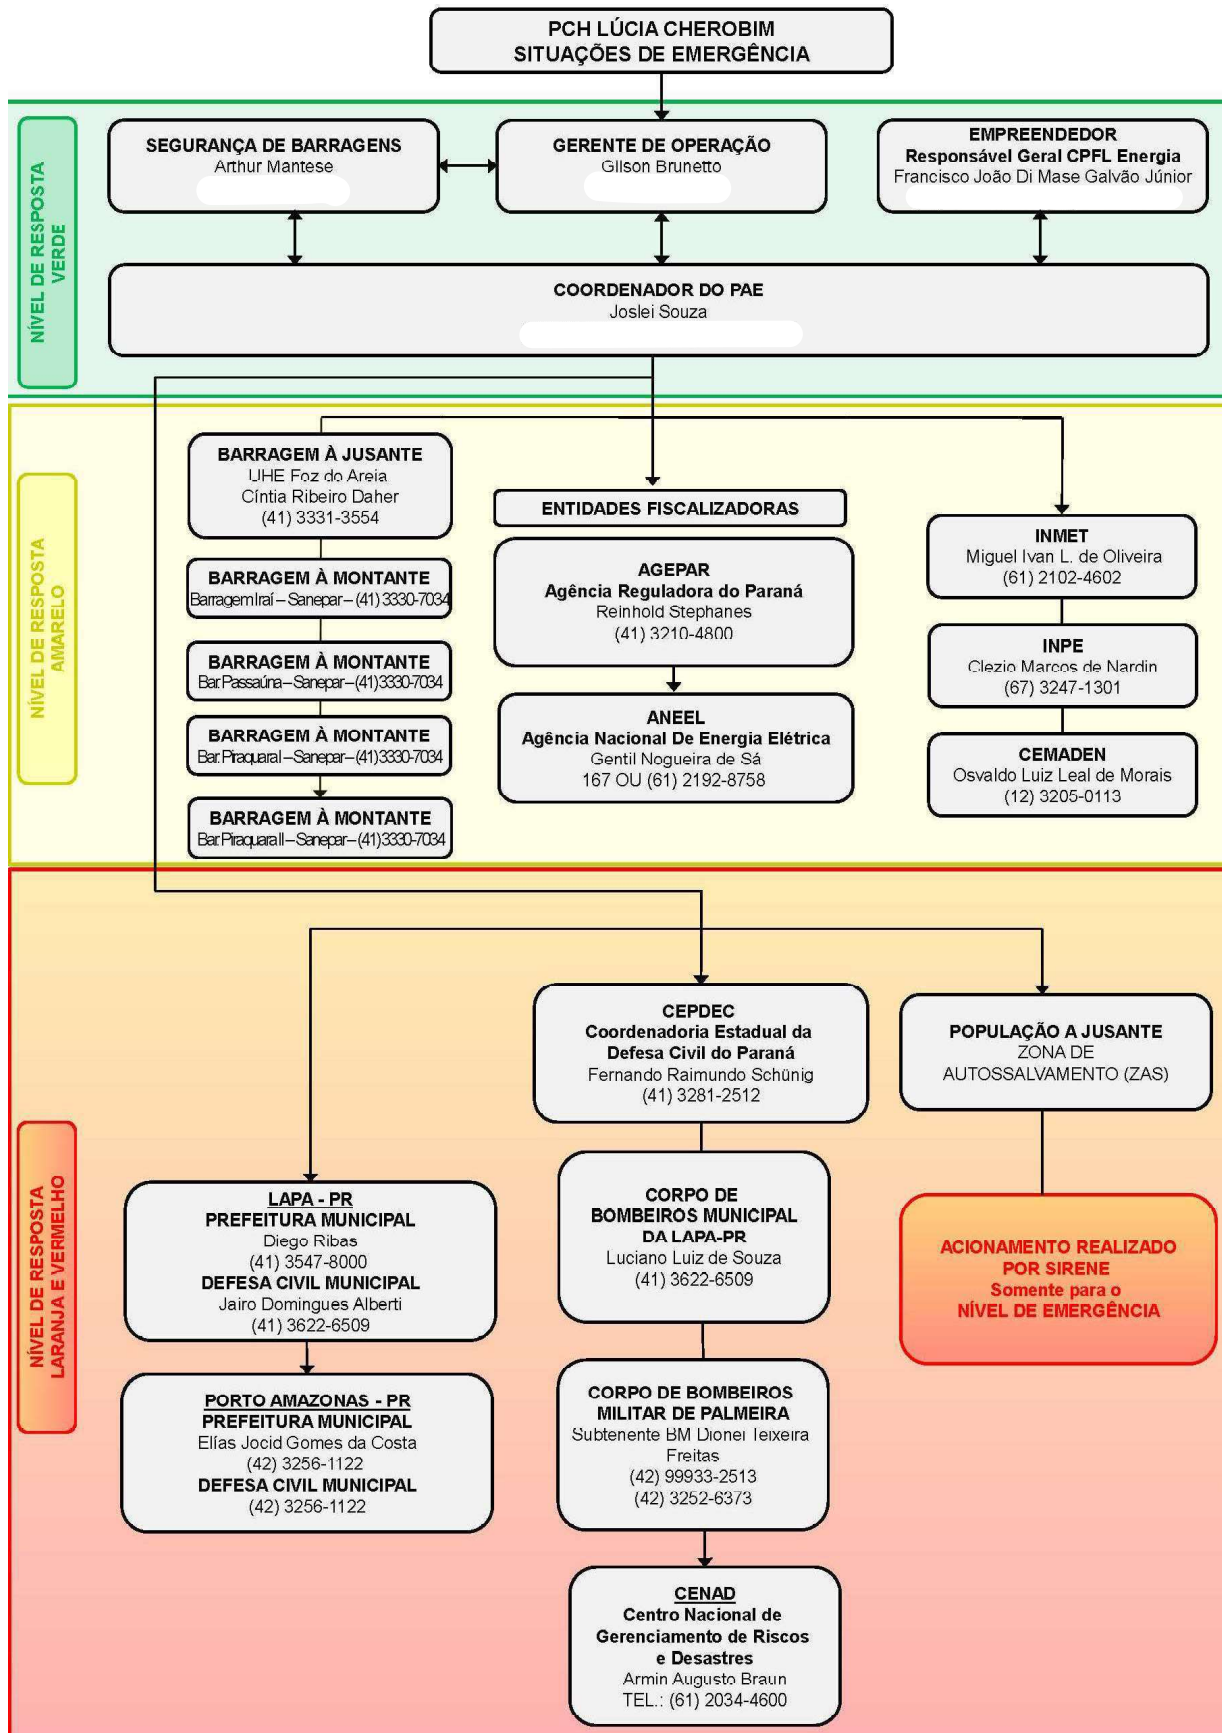 PCH LÚCIA CHEROBIM
SITUAÇÕES DE EMERGÊNCIA
NÍVEL DE RESPOSTA
VERDE
SEGURANÇA DE BARRAGENS
Arthur Mantese
GERENTE DE OPERAÇÃO
Gilson Brunetto
EMPREENDEDOR
Responsável Geral CPFL Energia
Francisco João Di Mase Galvão Júnior
COORDENADOR DO PAE
Joslei Souza
NÍVEL DE RESPOSTA
AMARELO
BARRAGEM À JUSANTE
UHE Foz do Areia
Cíntia Ribeiro Daher
(41) 3331-3554
BARRAGEM À MONTANTE
Barragem Iraí – Sanepar – (41) 3330-7034
BARRAGEM À MONTANTE
Bar. Passaúna – Sanepar – (41) 3330-7034
BARRAGEM À MONTANTE
Bar. Piraquara I – Sanepar – (41) 3330-7034
BARRAGEM À MONTANTE
Bar. Piraquara II – Sanepar – (41) 3330-7034
ENTIDADES FISCALIZADORAS
AGEPAR
Agência Reguladora do Paraná
Reinhold Stephanes
(41) 3210-4800
ANEEL
Agência Nacional De Energia Elétrica
Gentil Nogueira de Sá
167 OU (61) 2192-8758
INMET
Miguel Ivan L. de Oliveira
(61) 2102-4602
INPE
Clezio Marcos de Nardin
(67) 3247-1301
CEMADEN
Osvaldo Luiz Leal de Morais
(12) 3205-0113
NÍVEL DE RESPOSTA
LARANJA E VERMELHO
LAPA - PR
PREFEITURA MUNICIPAL
Diego Ribas
(41) 3547-8000
DEFESA CIVIL MUNICIPAL
Jairo Domingues Alberti
(41) 3622-6509
PORTO AMAZONAS - PR
PREFEITURA MUNICIPAL
Elías Jocid Gomes da Costa
(42) 3256-1122
DEFESA CIVIL MUNICIPAL
(42) 3256-1122
CEPDEC
Coordenadoria Estadual da
Defesa Civil do Paraná
Fernando Raimundo Schünig
(41) 3281-2512
CORPO DE
BOMBEIROS MUNICIPAL
DA LAPA-PR
Luciano Luiz de Souza
(41) 3622-6509
CORPO DE BOMBEIROS
MILITAR DE PALMEIRA
Subtenente BM Dionei Teixeira
Freitas
(42) 99933-2513
(42) 3252-6373
CENAD
Centro Nacional de
Gerenciamento de Riscos
e Desastres
Armin Augusto Braun
TEL.: (61) 2034-4600
POPULAÇÃO A JUSANTE
ZONA DE
AUTOSSALVAMENTO (ZAS)
ACIONAMENTO REALIZADO
POR SIRENE
Somente para o
NÍVEL DE EMERGÊNCIA